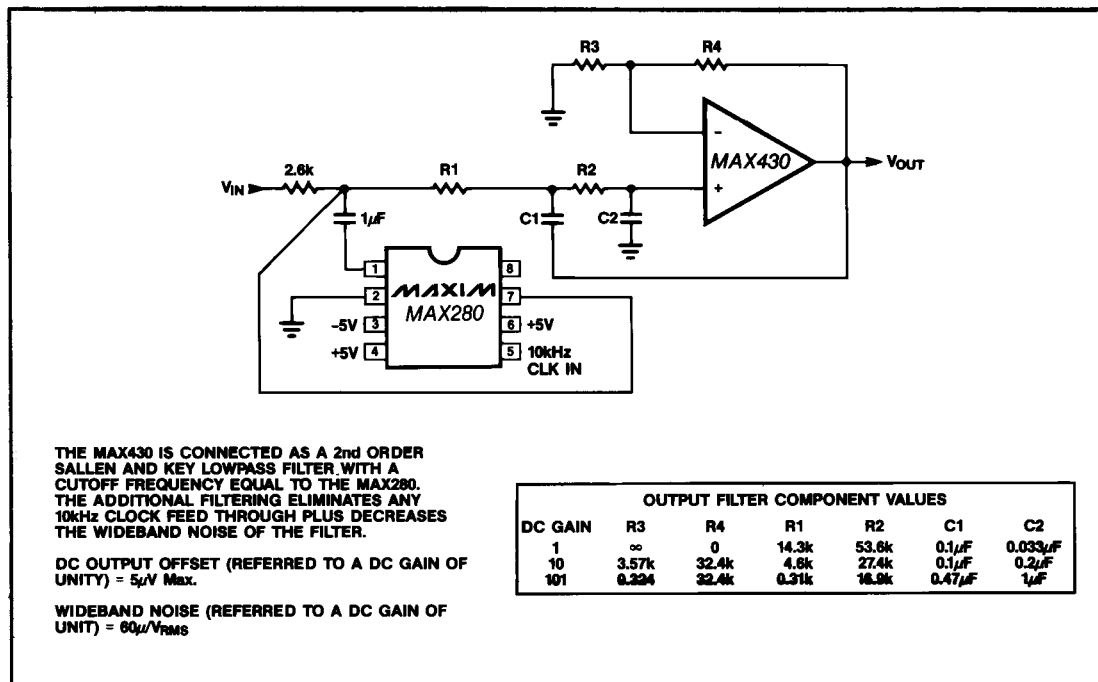 R3
R4
MAX430
VOUT
VIN
2.6k
R1
R2
1µF
C1
C2
-
+
MAXIM
MAX280
1
2
3
4
8
7
6
5
-5V
+5V
+5V
10kHz
CLK IN
THE MAX430 IS CONNECTED AS A 2nd ORDER
SALLEN AND KEY LOWPASS FILTER WITH A
CUTOFF FREQUENCY EQUAL TO THE MAX280.
THE ADDITIONAL FILTERING ELIMINATES ANY
10kHz CLOCK FEED THROUGH PLUS DECREASES
THE WIDEBAND NOISE OF THE FILTER.
DC OUTPUT OFFSET (REFERRED TO A DC GAIN OF
UNITY) = 5µV Max.
WIDEBAND NOISE (REFERRED TO A DC GAIN OF
UNIT) = 60µ/VRMS
OUTPUT FILTER COMPONENT VALUES
DC GAIN R3 R4 R1 R2 C1 C2
1 ∞ 0 14.3k 53.6k 0.1µF 0.033µF
10 3.57k 32.4k 4.6k 27.4k 0.1µF 0.2µF
101 32.4k 0.31k 16.9k 0.47µF 1µF